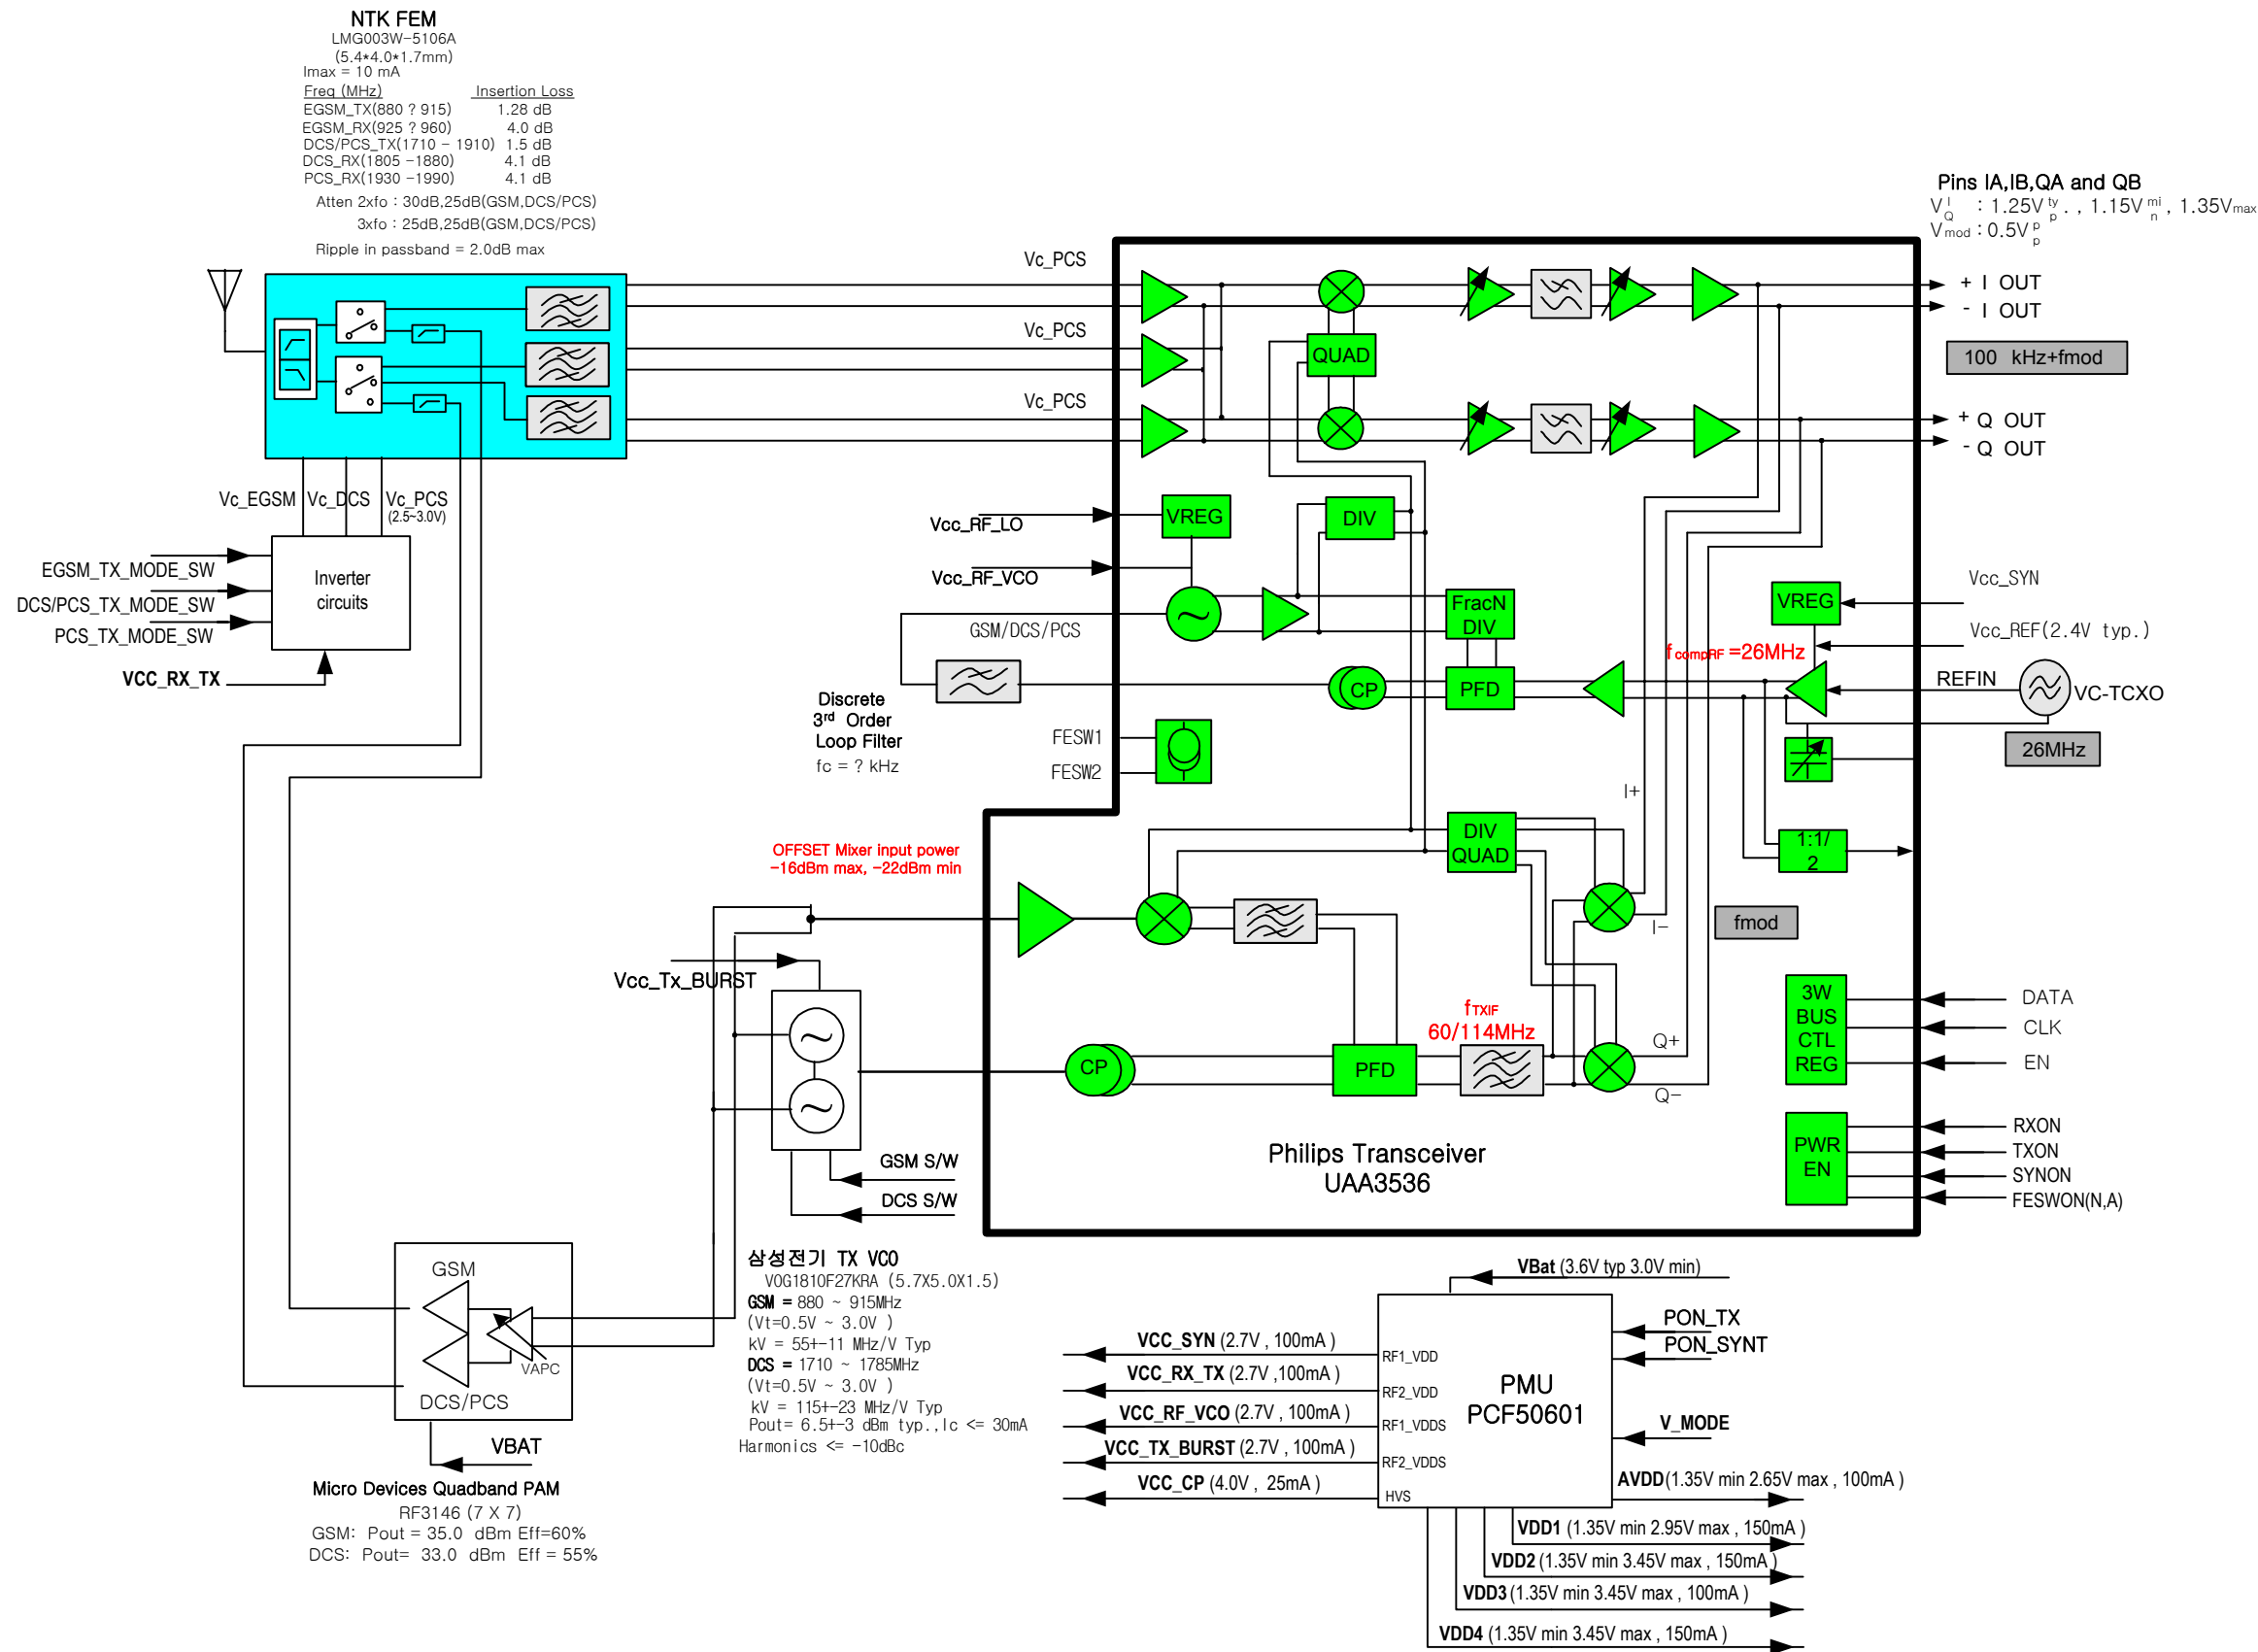 NTK FEM
LMG003W-5106A
(5.4*4.0*1.7mm)
Imax = 10 mA
Freq (MHz) Insertion Loss
EGSM_TX(880 ? 915) 1.28 dB
EGSM_RX(925 ? 960) 4.0 dB
DCS/PCS_TX(1710 - 1910) 1.5 dB
DCS_RX(1805 -1880) 4.1 dB
PCS_RX(1930 -1990) 4.1 dB
Atten 2xfo : 30dB,25dB(GSM,DCS/PCS)
3xfo : 25dB,25dB(GSM,DCS/PCS)
Ripple in passband = 2.0dB max
Pins IA,IB,QA and QB
VIQ : 1.25Vtyp. , 1.15Vmin , 1.35Vmax
Vmod : 0.5Vpp
Vc_PCS
Vc_PCS
Vc_PCS
QUAD
+ I OUT
- I OUT
100 kHz+fmod
+ Q OUT
- Q OUT
Vc_EGSM
Vc_DCS
Vc_PCS
(2.5~3.0V)
EGSM_TX_MODE_SW
DCS/PCS_TX_MODE_SW
PCS_TX_MODE_SW
Inverter
circuits
VCC_RX_TX
Vcc_RF_LO
VREG
DIV
Vcc_RF_VCO
GSM/DCS/PCS
FracN
DIV
VREG
Vcc_SYN
Vcc_REF(2.4V typ.)
fcompRF =26MHz
CP
PFD
REFIN
VC-TCXO
26MHz
Discrete
3rd Order
Loop Filter
fc = ? kHz
FESW1
FESW2
I+
DIV
QUAD
1:1/
2
OFFSET Mixer input power
-16dBm max, -22dBm min
I-
fmod
Vcc_Tx_BURST
fTXIF
60/114MHz
CP
PFD
Q+
Q-
3W
BUS
CTL
REG
DATA
CLK
EN
PWR
EN
RXON
TXON
SYNON
FESWON(N,A)
Philips Transceiver
UAA3536
GSM S/W
DCS S/W
삼성전기 TX VCO
VOG1810F27KRA (5.7X5.0X1.5)
GSM = 880 ~ 915MHz
(Vt=0.5V ~ 3.0V )
kV = 55+-11 MHz/V Typ
DCS = 1710 ~ 1785MHz
(Vt=0.5V ~ 3.0V )
kV = 115+-23 MHz/V Typ
Pout= 6.5+-3 dBm typ.,Ic <= 30mA
Harmonics <= -10dBc
GSM
VAPC
DCS/PCS
VBAT
Micro Devices Quadband PAM
RF3146 (7 X 7)
GSM: Pout = 35.0 dBm Eff=60%
DCS: Pout= 33.0 dBm Eff = 55%
VBat (3.6V typ 3.0V min)
PON_TX
PON_SYNT
V_MODE
PMU
PCF50601
VCC_SYN (2.7V , 100mA )
RF1_VDD
VCC_RX_TX (2.7V ,100mA )
RF2_VDD
VCC_RF_VCO (2.7V , 100mA )
RF1_VDDS
VCC_TX_BURST (2.7V , 100mA )
RF2_VDDS
VCC_CP (4.0V , 25mA )
HVS
AVDD(1.35V min 2.65V max , 100mA )
VDD1 (1.35V min 2.95V max , 150mA )
VDD2 (1.35V min 3.45V max , 150mA )
VDD3 (1.35V min 3.45V max , 100mA )
VDD4 (1.35V min 3.45V max , 150mA )